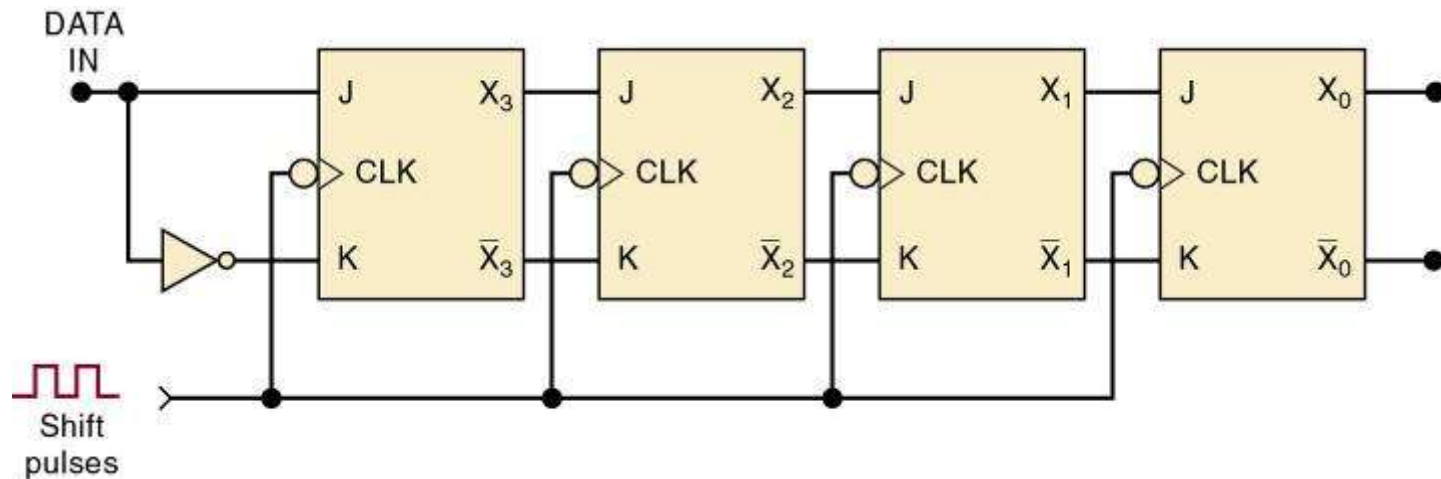 DATA
IN
J X₃ J X₂ J X₁ J X₀
CLK CLK CLK CLK
K X̅₃ K X̅₂ K X̅₁ K X̅₀
Shift
pulses